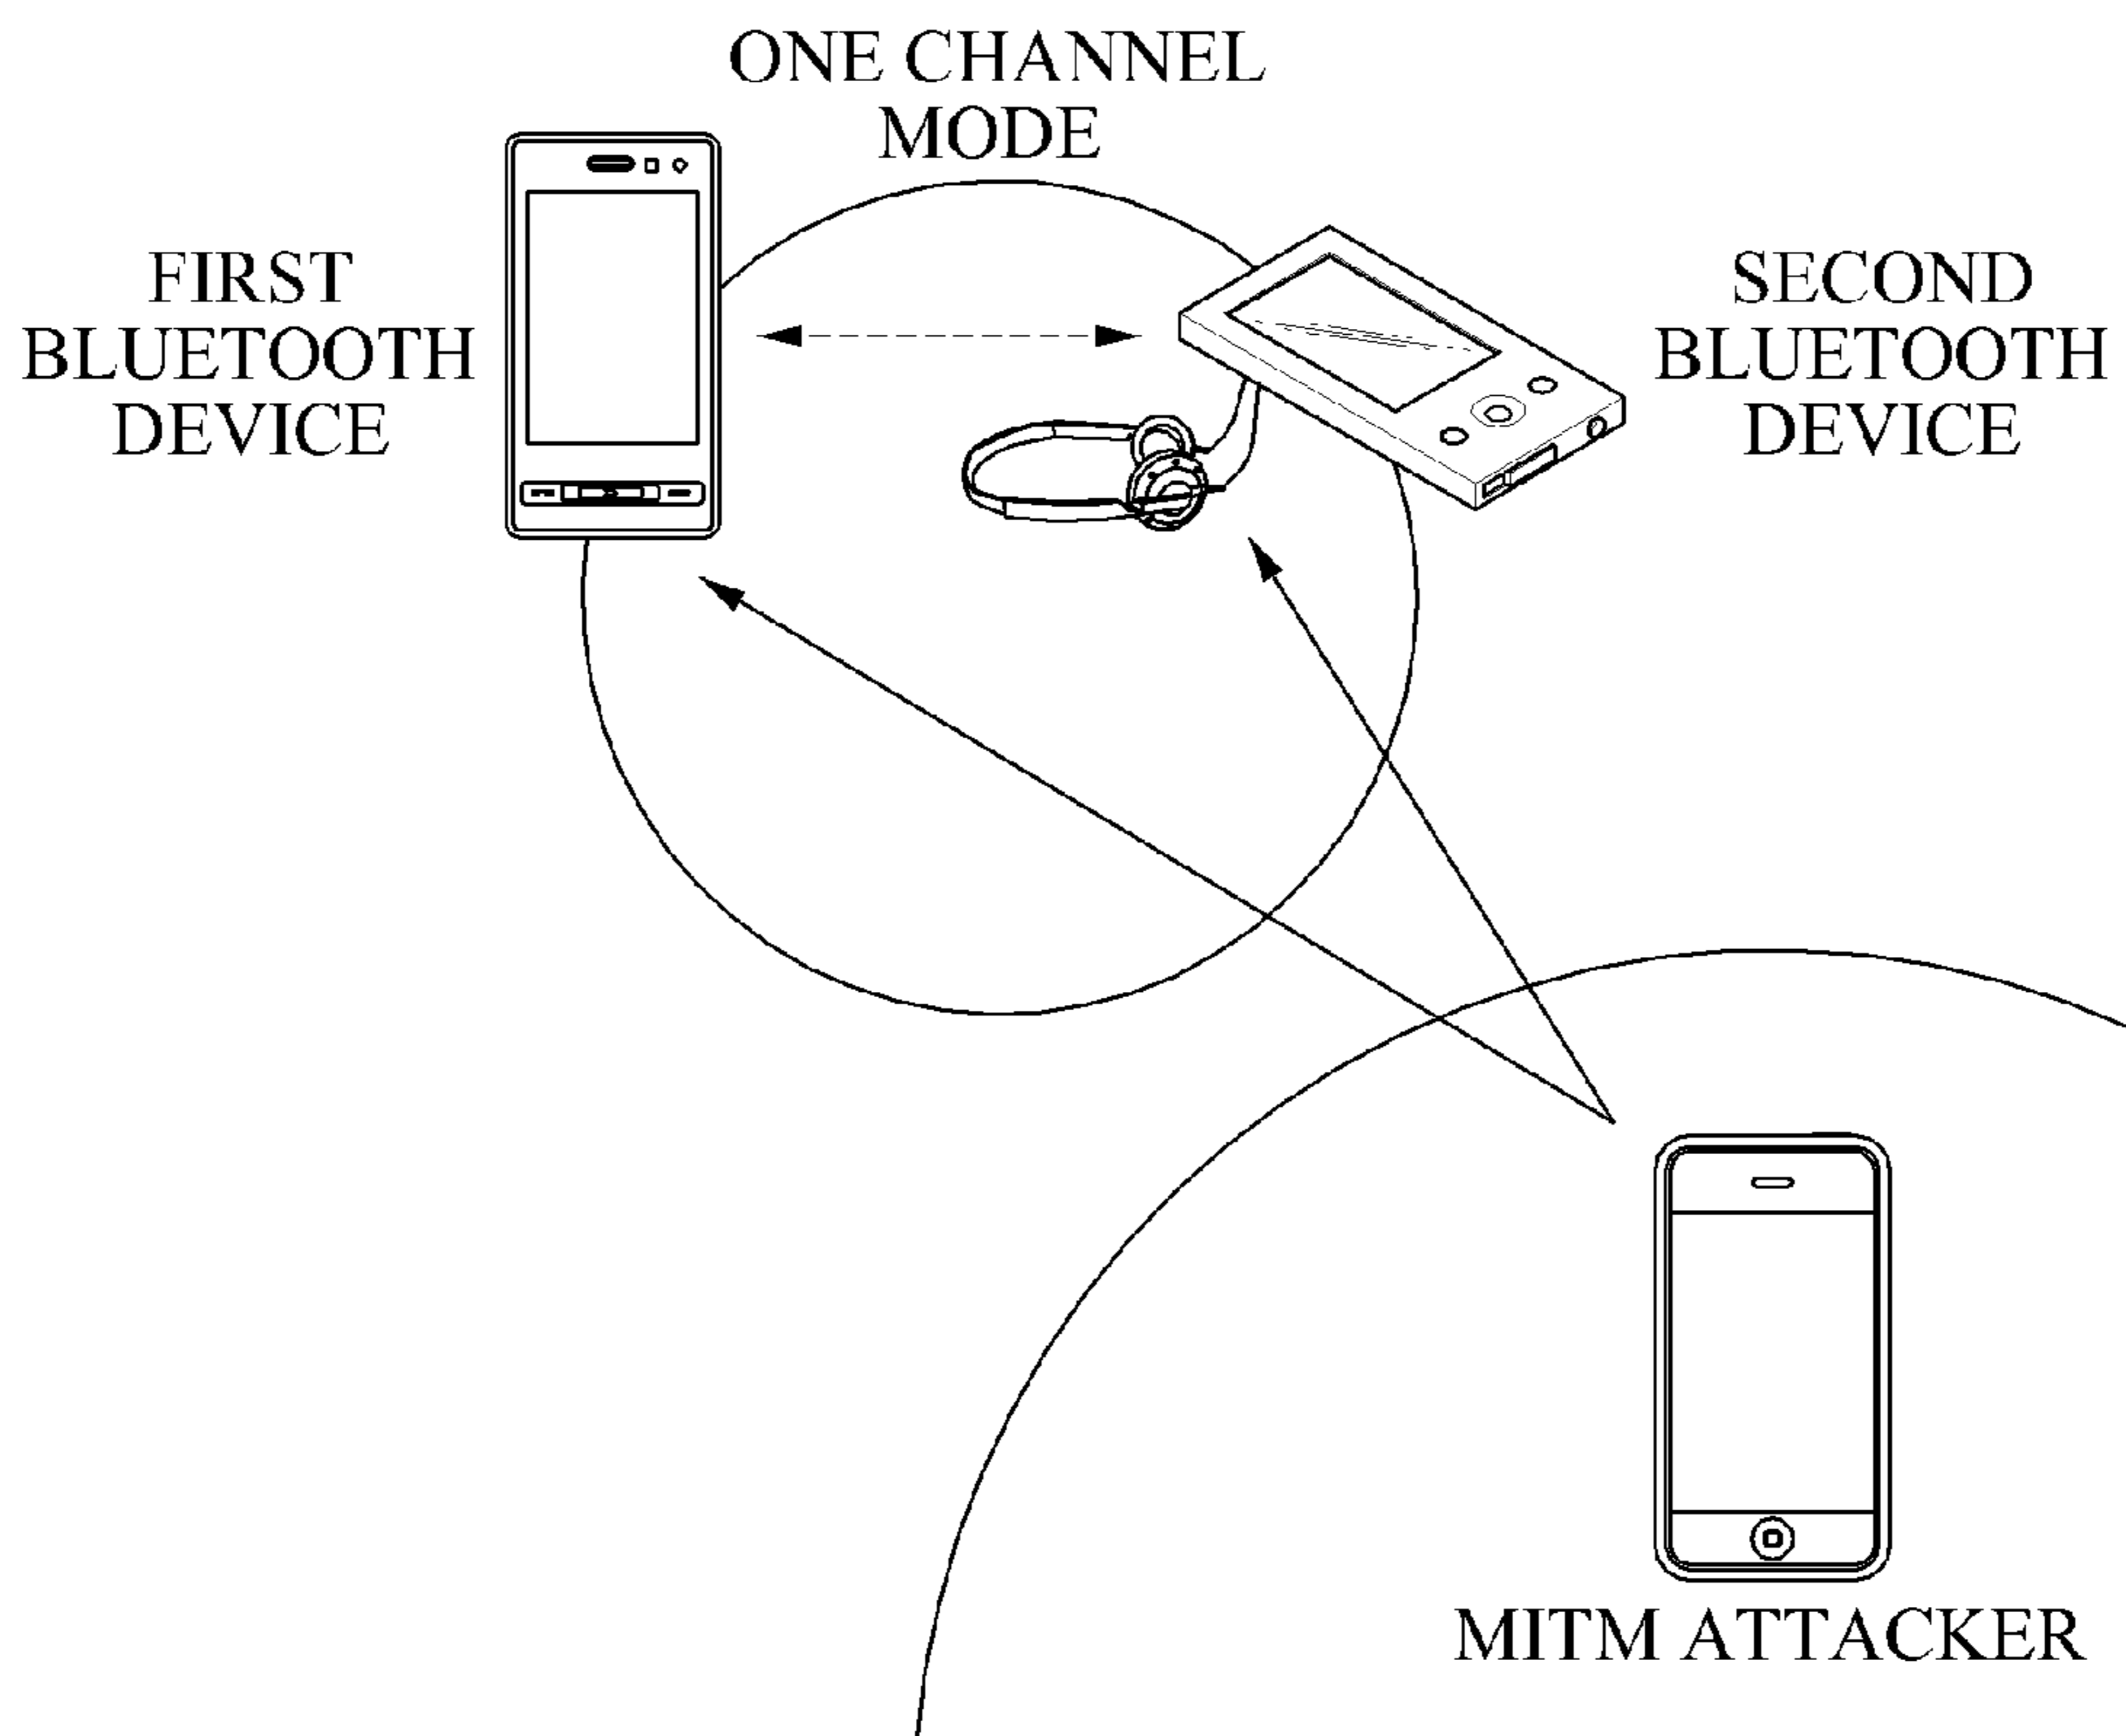 ONE CHANNEL
MODE
FIRST
BLUETOOTH
DEVICE
SECOND
BLUETOOTH
DEVICE
MITM ATTACKER